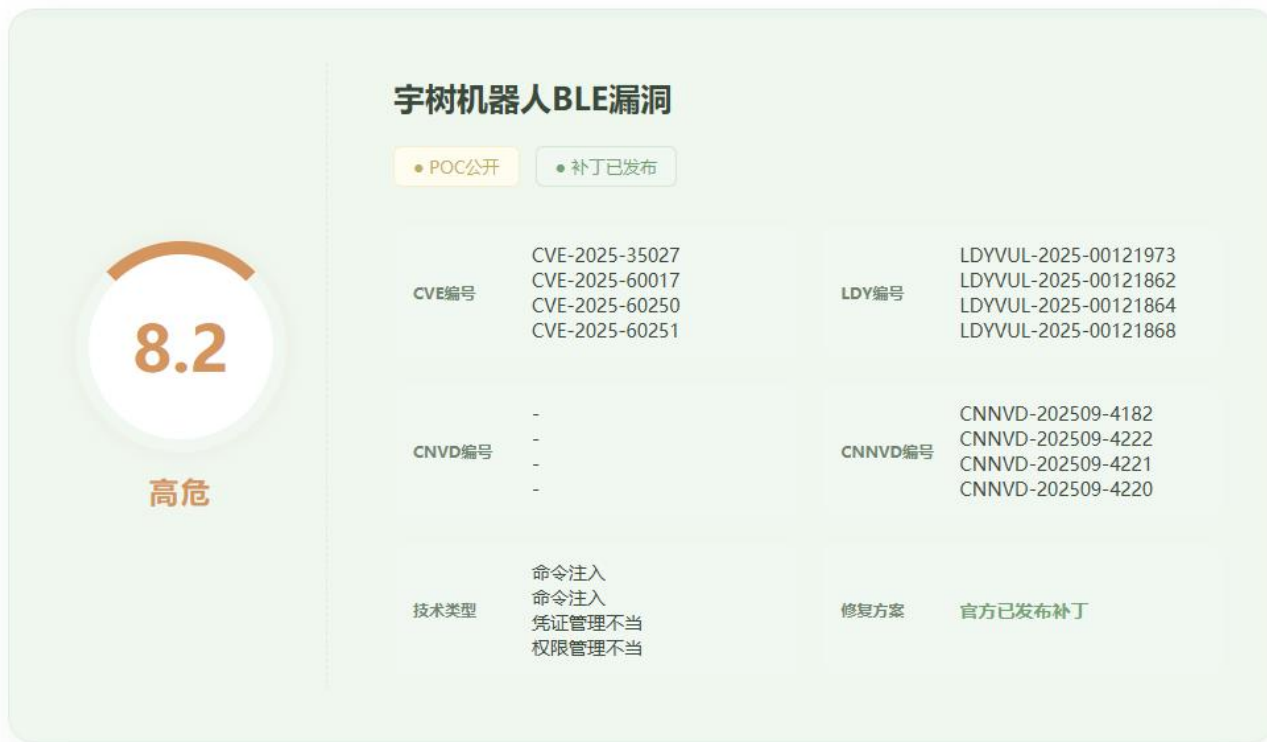 宇树机器人BLE漏洞
POC公开
补丁已发布
8.2
高危
CVE编号
CVE-2025-35027
CVE-2025-60017
CVE-2025-60250
CVE-2025-60251
LDY编号
LDYVUL-2025-00121973
LDYVUL-2025-00121862
LDYVUL-2025-00121864
LDYVUL-2025-00121868
CNVD编号
-
-
-
-
CNNVD编号
CNNVD-202509-4182
CNNVD-202509-4222
CNNVD-202509-4221
CNNVD-202509-4220
技术类型
命令注入
命令注入
凭证管理不当
权限管理不当
修复方案
官方已发布补丁